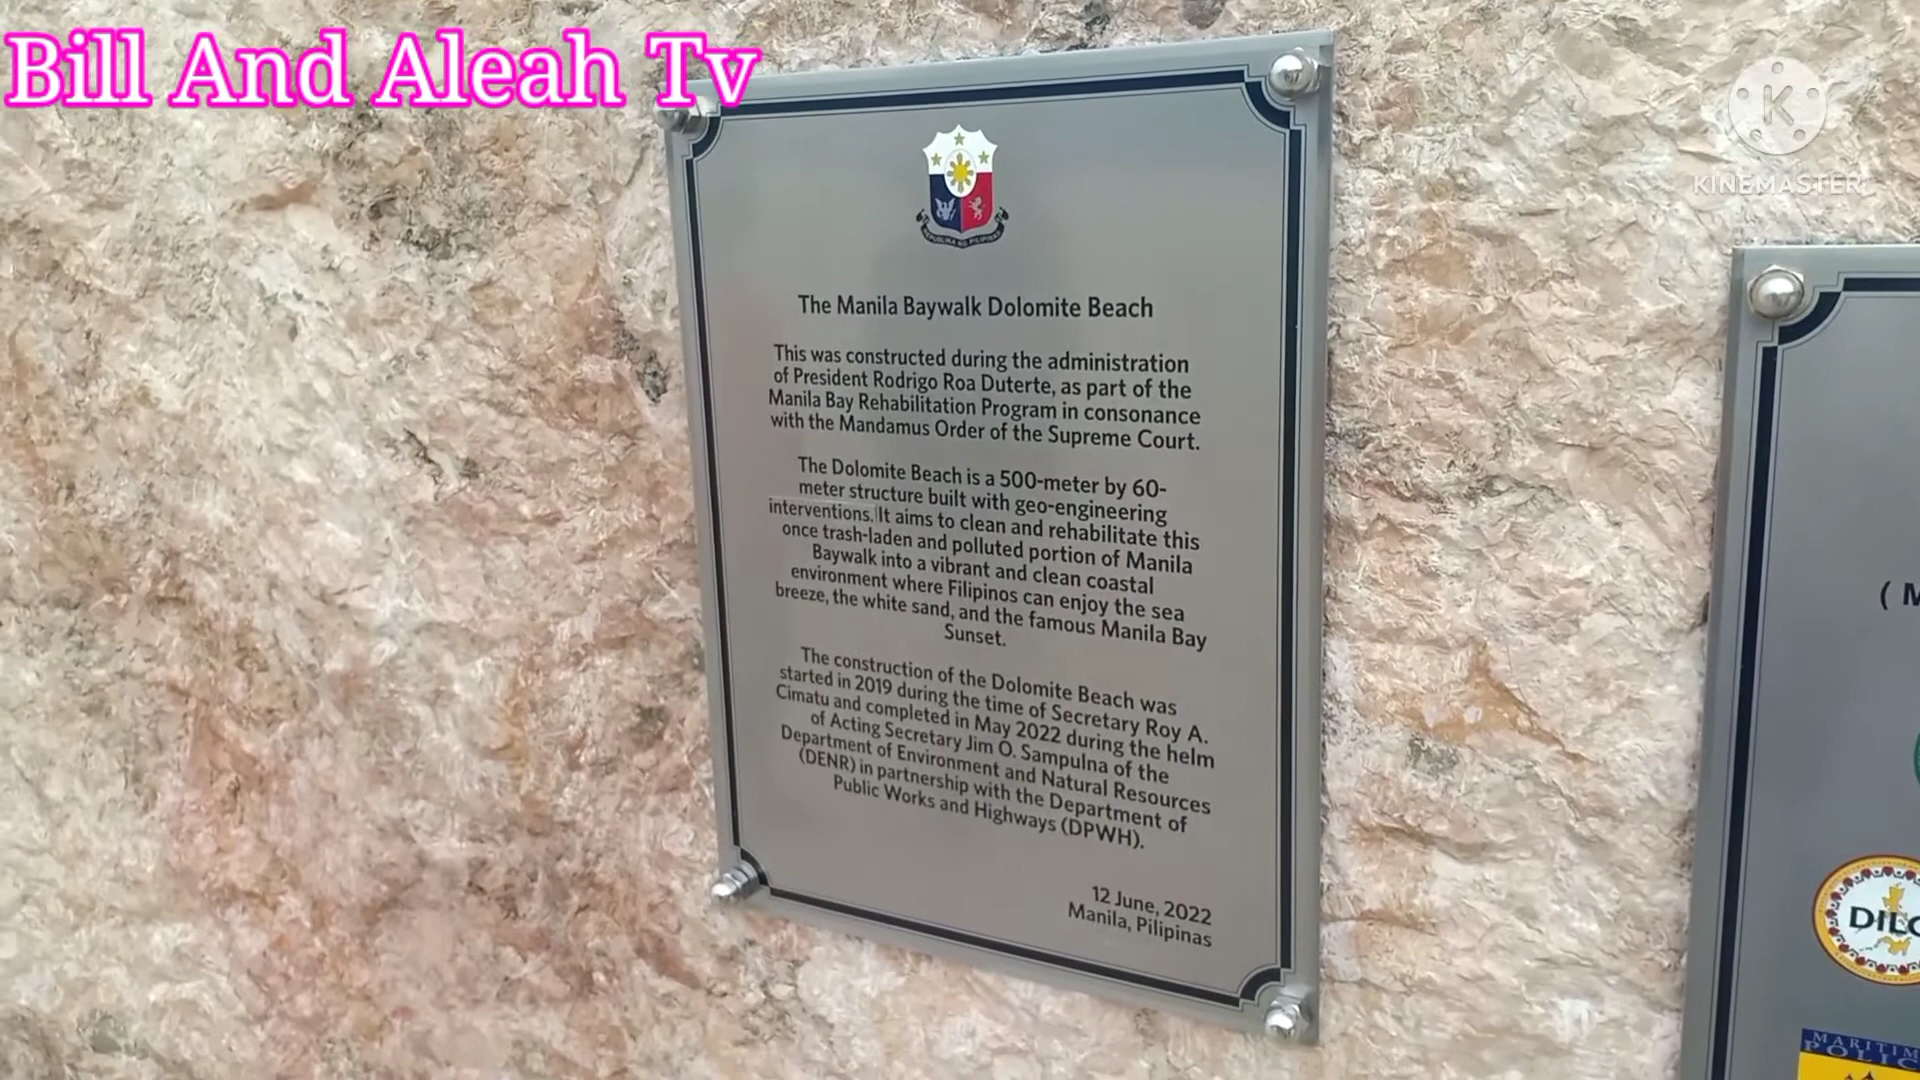 Bill And Aleah Tv
K
KINEMASTER
REPUBLIKA NG PILIPINAS
The Manila Baywalk Dolomite Beach
This was constructed during the administration
of President Rodrigo Roa Duterte, as part of the
Manila Bay Rehabilitation Program in consonance
with the Mandamus Order of the Supreme Court.
The Dolomite Beach is a 500-meter by 60-
meter structure built with geo-engineering
interventions. It aims to clean and rehabilitate this
once trash-laden and polluted portion of Manila
Baywalk into a vibrant and clean coastal
environment where Filipinos can enjoy the sea
breeze, the white sand, and the famous Manila Bay
Sunset.
The construction of the Dolomite Beach was
started in 2019 during the time of Secretary Roy A.
Cimatu and completed in May 2022 during the helm
of Acting Secretary Jim O. Sampulna of the
Department of Environment and Natural Resources
(DENR) in partnership with the Department of
Public Works and Highways (DPWH).
12 June, 2022
Manila, Pilipinas
( M
DILG
MARITIM
POLIC